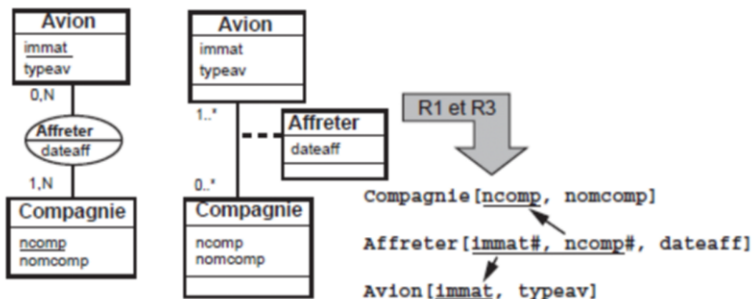 Avion
immat
typeav
0,N
Affreter
dateaff
1,N
Compagnie
ncomp
nomcomp
Avion
immat
typeav
1..*
Affreter
dateaff
0..*
Compagnie
ncomp
nomcomp
R1 et R3
Compagnie[ncomp, nomcomp]
Affreter[immat#, ncomp#, dateaff]
Avion[immat, typeav]